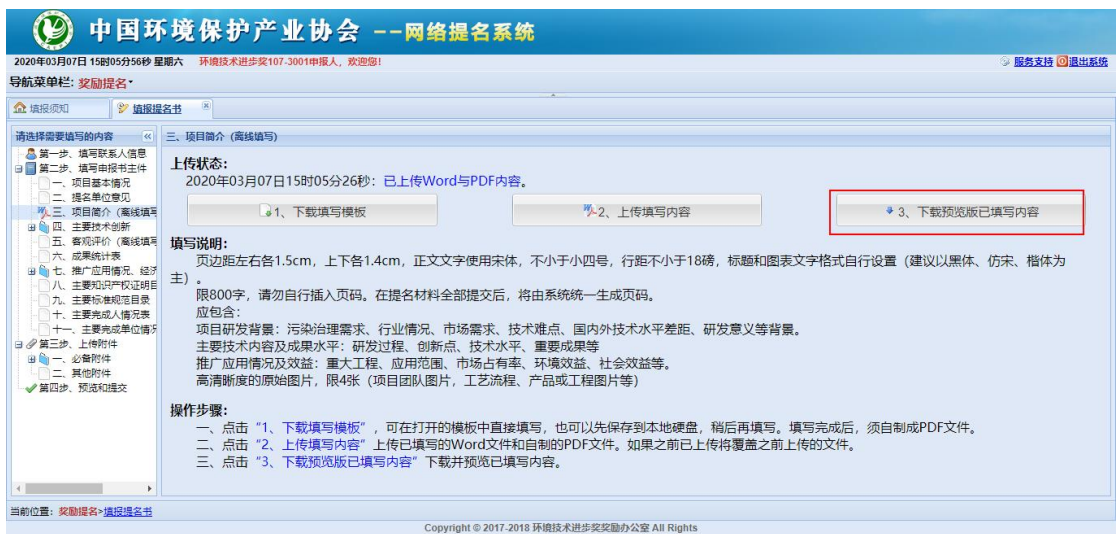 中国环境保护产业协会 --网络提名系统
2020年03月07日 15时05分56秒 星期六 环境技术进步奖107-3001申报人，欢迎您!
服务支持 退出系统
导航菜单栏: 奖励提名
填报须知 填报提名书
请选择需要填写的内容
第一步、填写联系人信息
第二步、填写申报书主件
一、项目基本情况
二、提名单位意见
三、项目简介（离线填写
四、主要技术创新
五、客观评价（离线填写
六、成果统计表
七、推广应用情况、经济
八、主要知识产权证明目
九、主要标准规范目录
十、主要完成人情况表
十一、主要完成单位情况
第三步、上传附件
一、必备附件
二、其他附件
第四步、预览和提交
三、项目简介（离线填写）
上传状态：
2020年03月07日15时05分26秒：已上传Word与PDF内容。
1、下载填写模板
2、上传填写内容
3、下载预览版已填写内容
填写说明：
页边距左右各1.5cm，上下各1.4cm，正文文字使用宋体，不小于小四号，行距不小于18磅，标题和图表文字格式自行设置（建议以黑体、仿宋、楷体为
主）。
限800字，请勿自行插入页码。在提名材料全部提交后，将由系统统一生成页码。
应包含：
项目研发背景：污染治理需求、行业情况、市场需求、技术难点、国内外技术水平差距、研发意义等背景。
主要技术内容及成果水平：研发过程、创新点、技术水平、重要成果等
推广应用情况及效益：重大工程、应用范围、市场占有率、环境效益、社会效益等。
高清晰度的原始图片，限4张（项目团队图片，工艺流程、产品或工程图片等）
操作步骤：
一、点击“1、下载填写模板”，可在打开的模板中直接填写，也可以先保存到本地硬盘，稍后再填写。填写完成后，须自制成PDF文件。
二、点击“2、上传填写内容”上传已填写的Word文件和自制的PDF文件。如果之前已上传将覆盖之前上传的文件。
三、点击“3、下载预览版已填写内容”下载并预览已填写内容。
当前位置：奖励提名>填报提名书
Copyright © 2017-2018 环境技术进步奖奖励办公室 All Rights